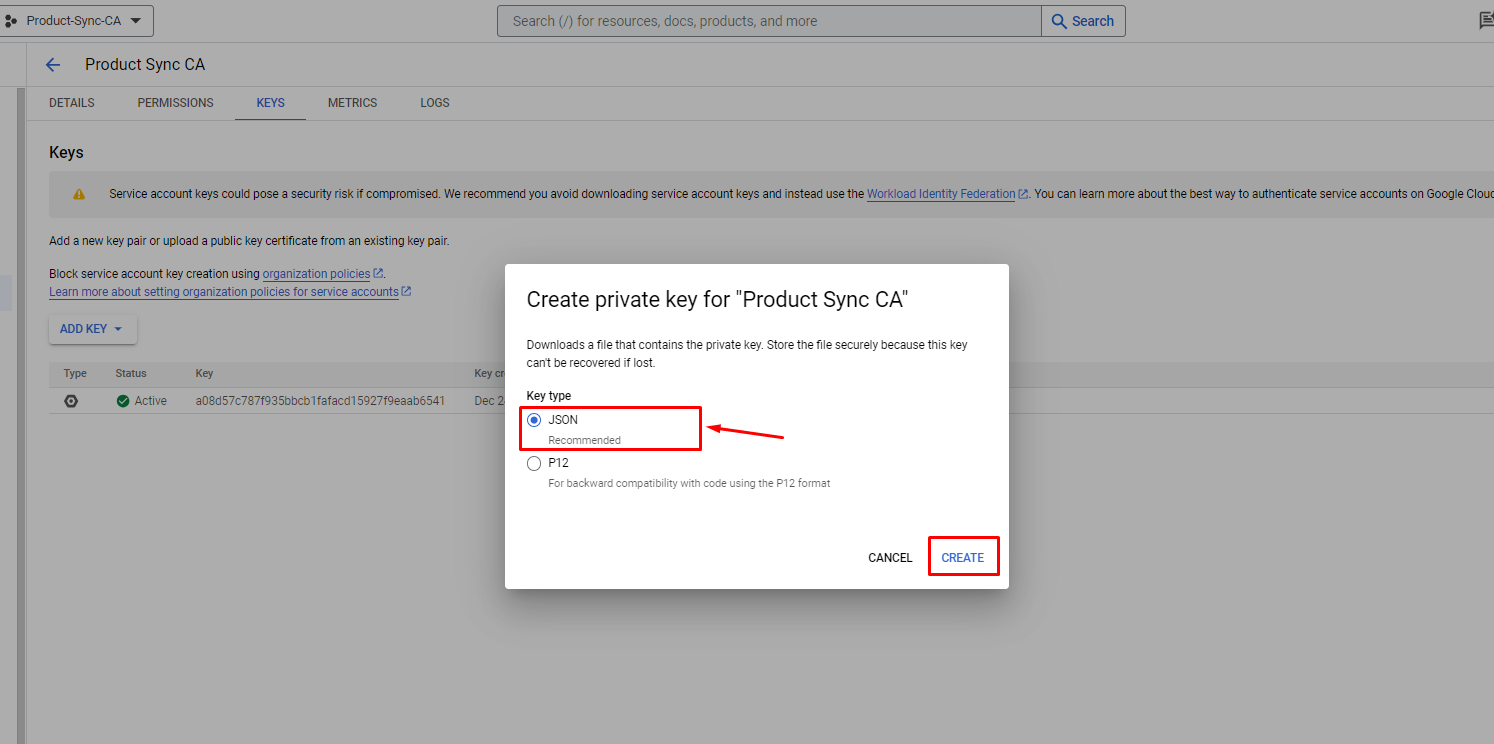 Product-Sync-CA
Search (/) for resources, docs, products, and more
Search
Product Sync CA
DETAILS PERMISSIONS KEYS METRICS LOGS
Keys
Service account keys could pose a security risk if compromised. We recommend you avoid downloading service account keys and instead use the Workload Identity Federation. You can learn more about the best way to authenticate service accounts on Google Cloud
Add a new key pair or upload a public key certificate from an existing key pair.
Block service account key creation using organization policies.
Learn more about setting organization policies for service accounts
ADD KEY
Type Status Key Key cr
Active a08d57c787f935bbcb1fafacd15927f9eaab6541 Dec 2
Create private key for "Product Sync CA"
Downloads a file that contains the private key. Store the file securely because this key
can't be recovered if lost.
Key type
JSON
Recommended
P12
For backward compatibility with code using the P12 format
CANCEL CREATE